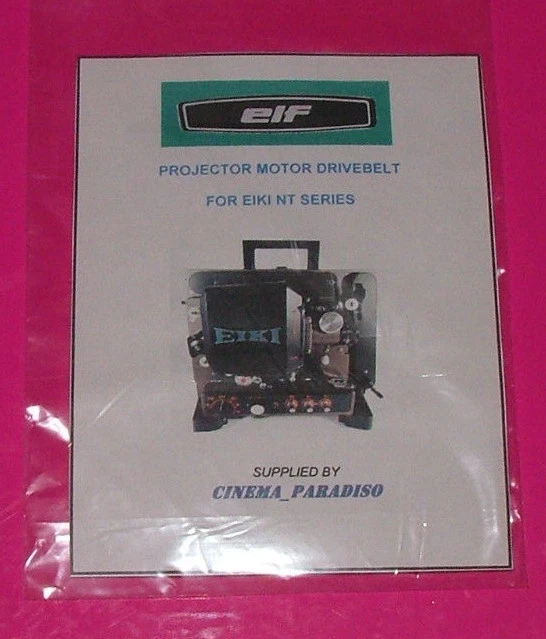 elf
PROJECTOR MOTOR DRIVEBELT
FOR EIKI NT SERIES
EIKI
SUPPLIED BY
CINEMA_PARADISO